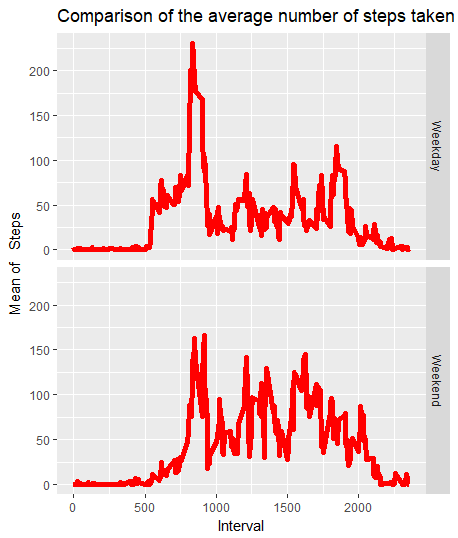 Comparison of the average number of steps taken
200
150
100
50
0
Weekday
Mean of Steps
200
150
100
50
0
Weekend
0 500 1000 1500 2000
Interval